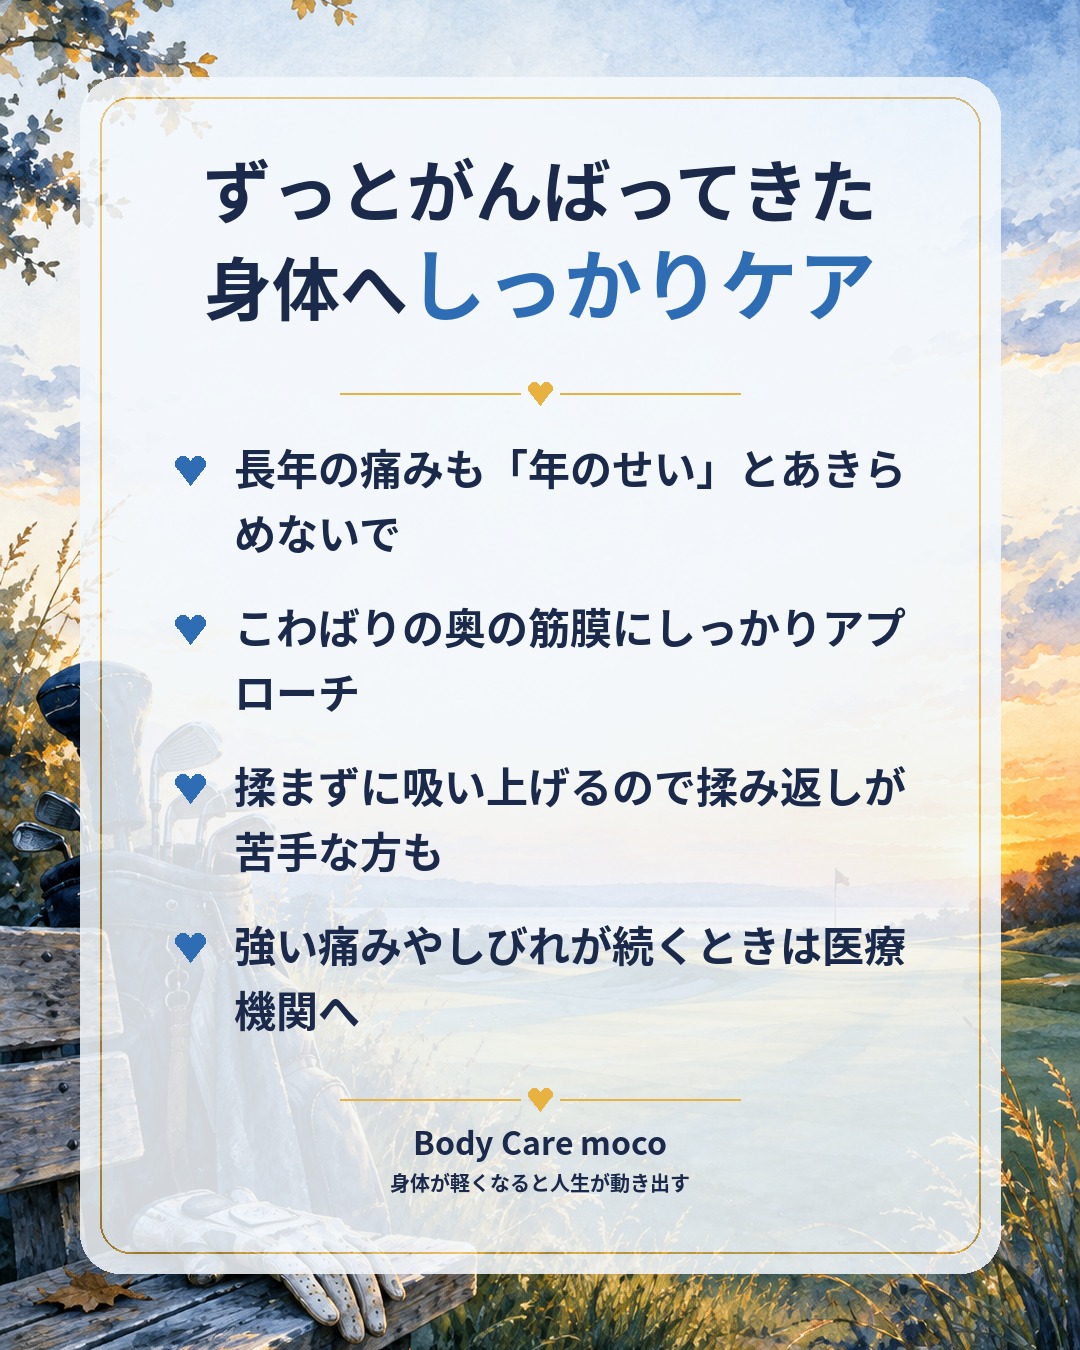 ずっとがんばってきた
身体へしっかりケア
長年の痛みも「年のせい」とあきら
めないで
こわばりの奥の筋膜にしっかりアプ
ローチ
揉まずに吸い上げるので揉み返しが
苦手な方も
強い痛みやしびれが続くときは医療
機関へ
Body Care moco
身体が軽くなると人生が動き出す